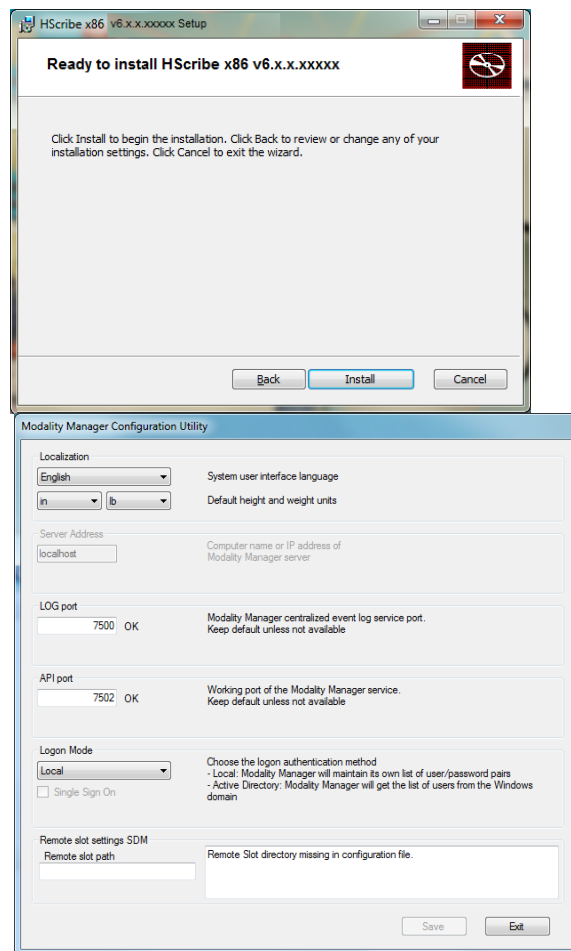 HScribe x86 v6.x.x.xxxxx Setup
Ready to install HScribe x86 v6.x.x.xxxxx
Click Install to begin the installation. Click Back to review or change any of your
installation settings. Click Cancel to exit the wizard.
Back
Install
Cancel
Modality Manager Configuration Utility
Localization
English
System user interface language
in
lb
Default height and weight units
Server Address
localhost
Computer name or IP address of
Modality Manager server
LOG port
7500
OK
Modality Manager centralized event log service port.
Keep default unless not available
API port
7502
OK
Working port of the Modality Manager service.
Keep default unless not available
Logon Mode
Local
Single Sign On
Choose the logon authentication method
- Local: Modality Manager will maintain its own list of user/password pairs
- Active Directory: Modality Manager will get the list of users from the Windows
domain
Remote slot settings SDM
Remote slot path
Remote Slot directory missing in configuration file.
Save
Exit